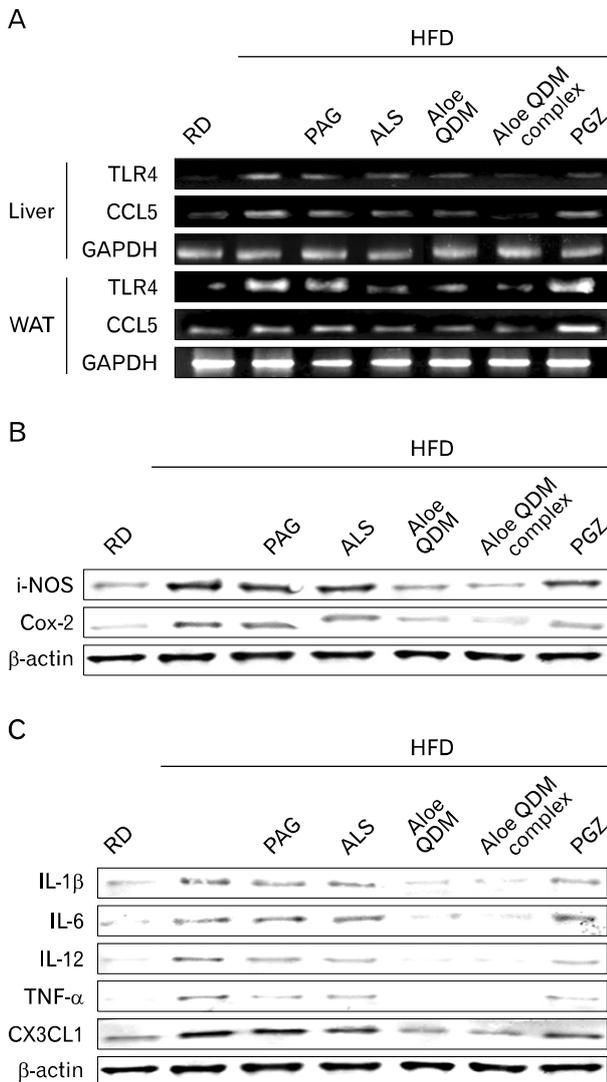 A
HFD
RD
PAG
ALS
Aloe
QDM
Aloe QDM
complex
PGZ
Liver
TLR4
CCL5
GAPDH
WAT
TLR4
CCL5
GAPDH
B
HFD
RD
PAG
ALS
Aloe
QDM
Aloe QDM
complex
PGZ
i-NOS
Cox-2
β-actin
C
HFD
RD
PAG
ALS
Aloe
QDM
Aloe QDM
complex
PGZ
IL-1β
IL-6
IL-12
TNF-α
CX3CL1
β-actin